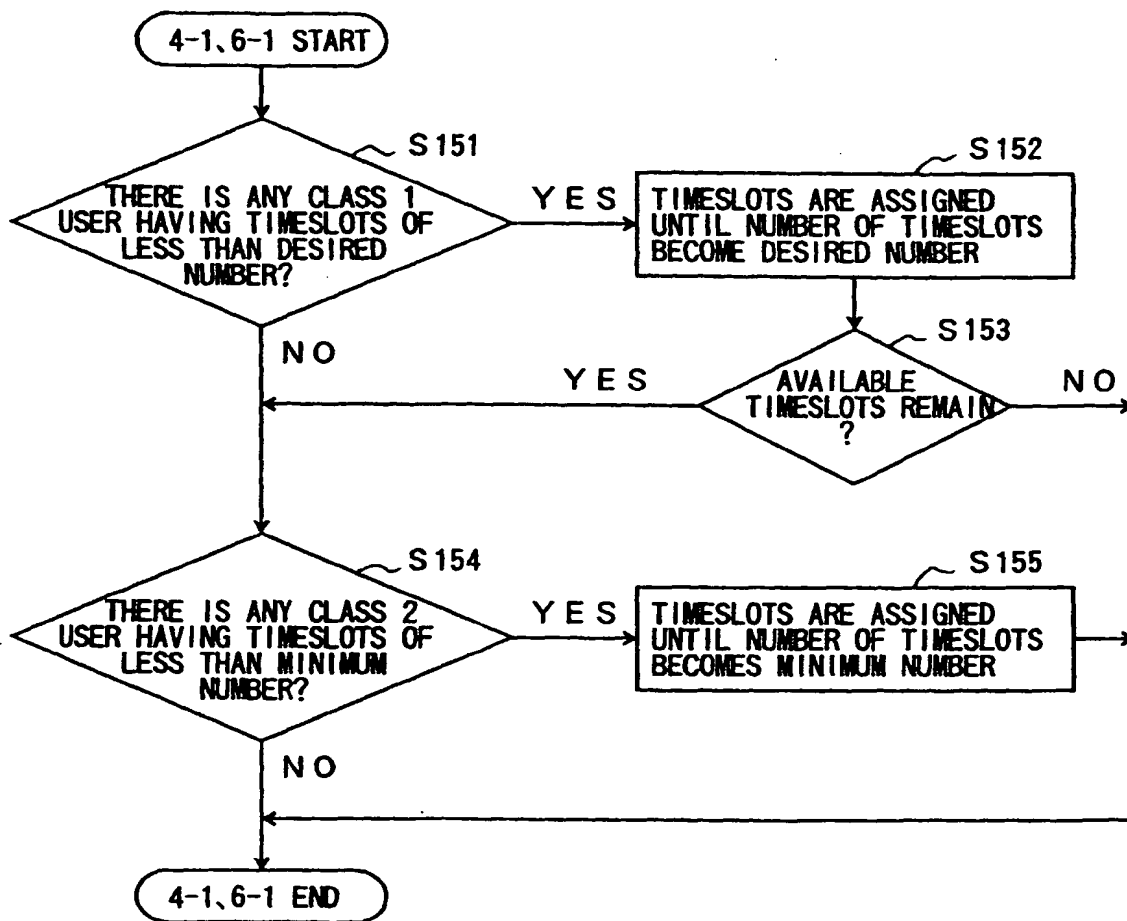 4-1、6-1 START
S151
THERE IS ANY CLASS 1
USER HAVING TIMESLOTS OF
LESS THAN DESIRED
NUMBER?
YES
S152
TIMESLOTS ARE ASSIGNED
UNTIL NUMBER OF TIMESLOTS
BECOME DESIRED NUMBER
NO
S153
YES
AVAILABLE
TIMESLOTS REMAIN
?
NO
S154
THERE IS ANY CLASS 2
USER HAVING TIMESLOTS OF
LESS THAN MINIMUM
NUMBER?
YES
S155
TIMESLOTS ARE ASSIGNED
UNTIL NUMBER OF TIMESLOTS
BECOMES MINIMUM NUMBER
NO
4-1、6-1 END